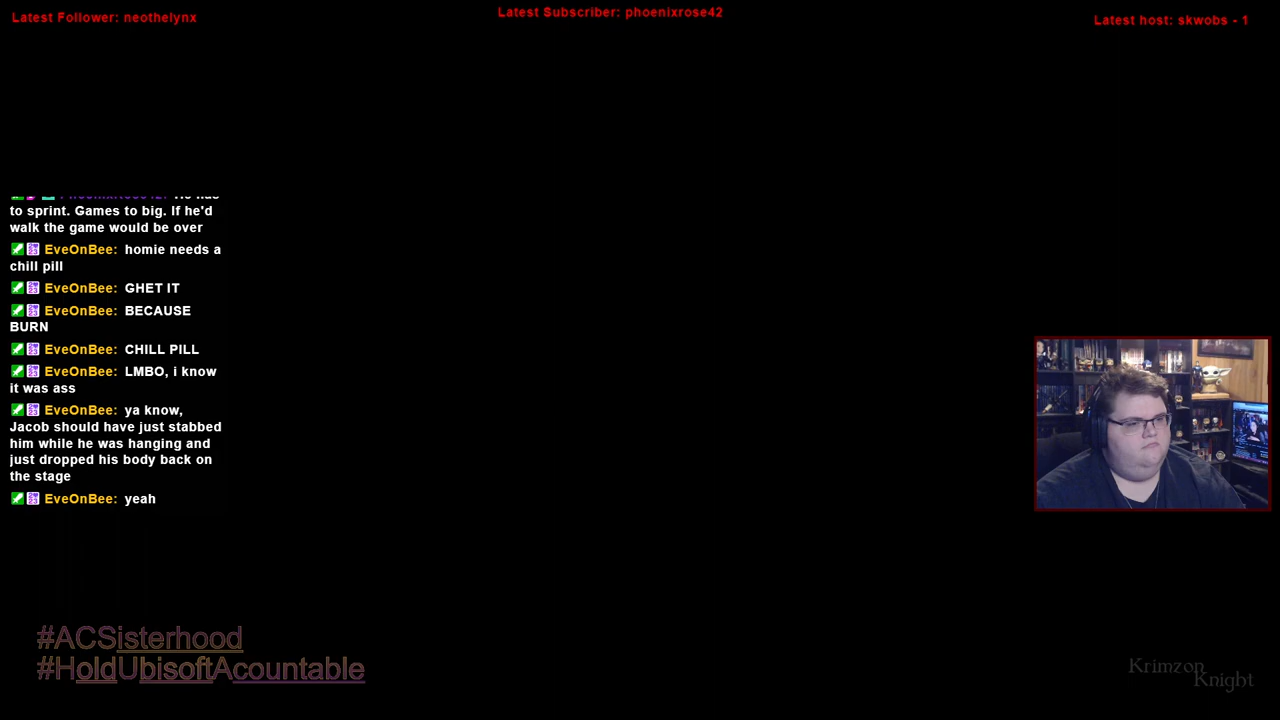 Latest Follower: neothelynx
Latest Subscriber: phoenixrose42
Latest host: skwobs - 1
to sprint. Games to big. If he'd
walk the game would be over
EveOnBee: homie needs a
chill pill
EveOnBee: GHET IT
EveOnBee: BECAUSE
BURN
EveOnBee: CHILL PILL
EveOnBee: LMBO, i know
it was ass
EveOnBee: ya know,
Jacob should have just stabbed
him while he was hanging and
just dropped his body back on
the stage
EveOnBee: yeah
#ACSisterhood
#HoldUbisoftAcountable
Krimzon
Knight